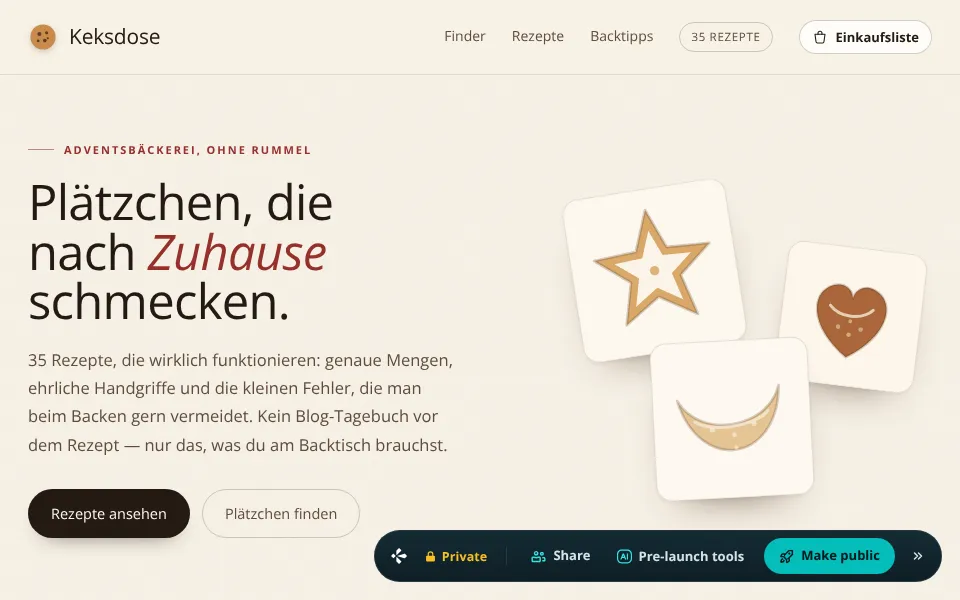 Keksdose
Finder
Rezepte
Backtipps
35 REZEPTE
Einkaufsliste
ADVENTSBÄCKEREI, OHNE RUMMEL
Plätzchen, die
nach Zuhause
schmecken.
35 Rezepte, die wirklich funktionieren: genaue Mengen,
ehrliche Handgriffe und die kleinen Fehler, die man
beim Backen gern vermeidet. Kein Blog-Tagebuch vor
dem Rezept — nur das, was du am Backtisch brauchst.
Rezepte ansehen
Plätzchen finden
Private
Share
AI Pre-launch tools
Make public